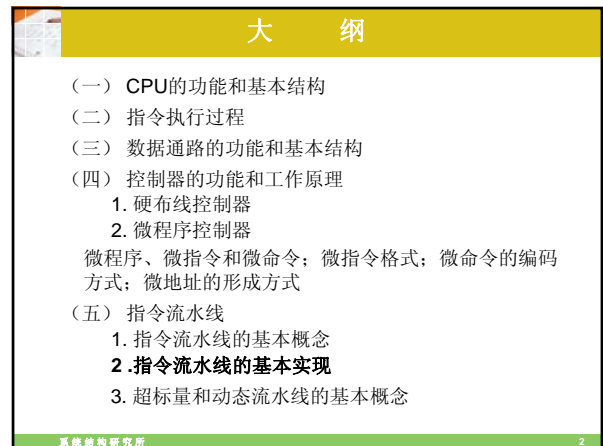 大 纲
（一） CPU的功能和基本结构
（二） 指令执行过程
（三） 数据通路的功能和基本结构
（四） 控制器的功能和工作原理
1. 硬布线控制器
2. 微程序控制器
微程序、微指令和微命令；微指令格式；微命令的编码
方式；微地址的形成方式
（五） 指令流水线
1. 指令流水线的基本概念
2 .指令流水线的基本实现
3. 超标量和动态流水线的基本概念
系统结构研究所
2